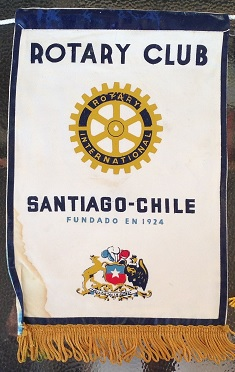 ROTARY CLUB
ROTARY
INTERNATIONAL
SANTIAGO-CHILE
FUNDADO EN 1924